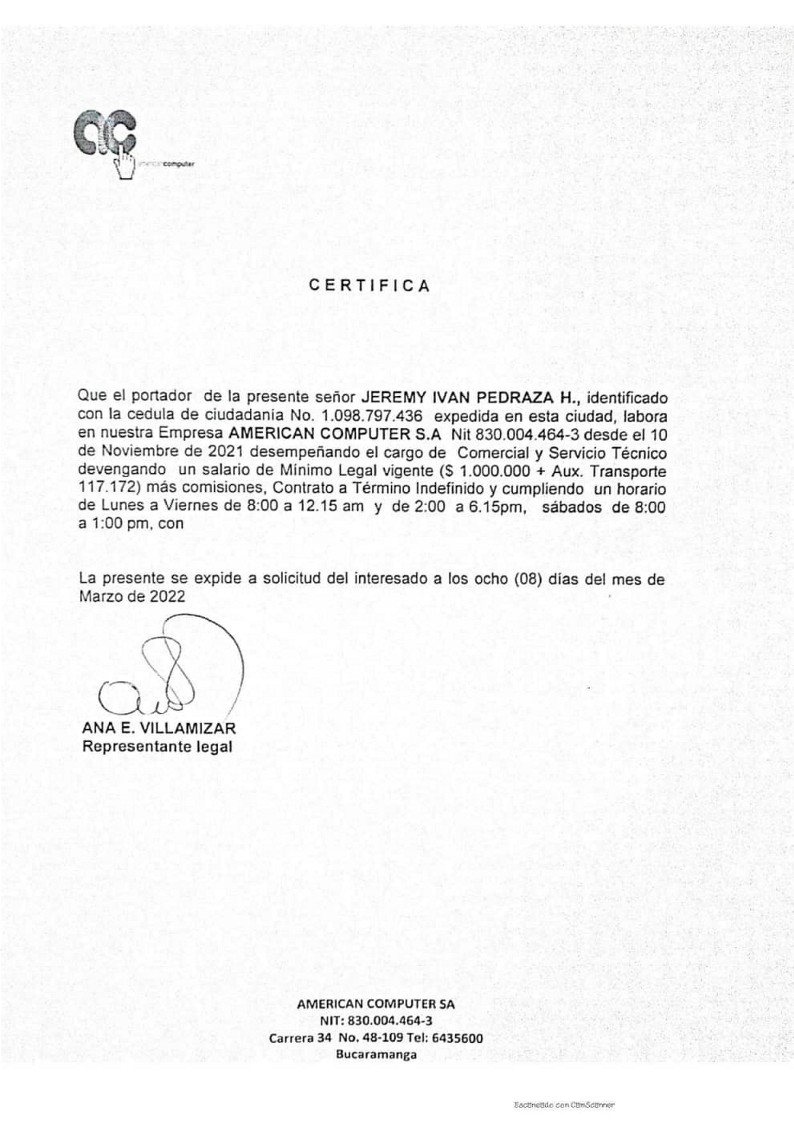 ac
americancomputer
CERTIFICA
Que el portador de la presente señor JEREMY IVAN PEDRAZA H., identificado
con la cedula de ciudadania No. 1.098.797.436 expedida en esta ciudad, labora
en nuestra Empresa AMERICAN COMPUTER S.A Nit 830.004.464-3 desde el 10
de Noviembre de 2021 desempeñando el cargo de Comercial y Servicio Técnico
devengando un salario de Mínimo Legal vigente ($ 1.000.000 + Aux. Transporte
117.172) más comisiones, Contrato a Término Indefinido y cumpliendo un horario
de Lunes a Viernes de 8:00 a 12.15 am y de 2:00 a 6.15pm, sábados de 8:00
a 1:00 pm, con
La presente se expide a solicitud del interesado a los ocho (08) días del mes de
Marzo de 2022
ANA E. VILLAMIZAR
Representante legal
AMERICAN COMPUTER SA
NIT: 830.004.464-3
Carrera 34 No. 48-109 Tel: 6435600
Bucaramanga
Escaneado con CamScanner